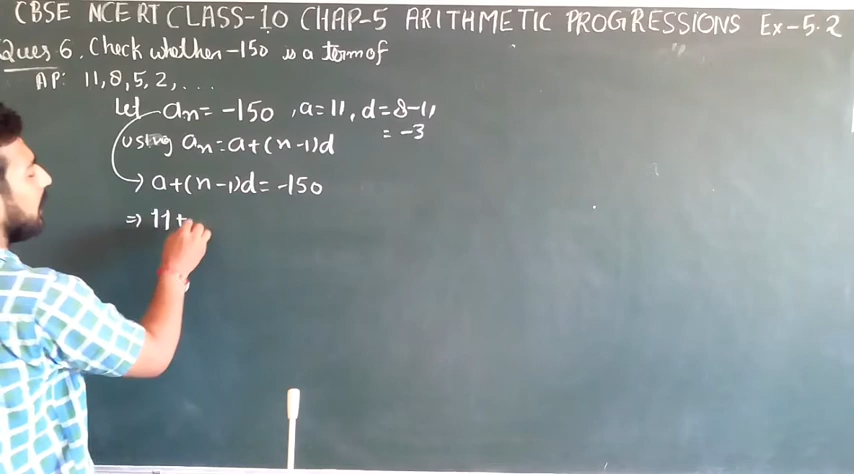 CBSE NCERT CLASS-10 CHAP-5 ARITHMETIC PROGRESSIONS Ex-5.2
Ques 6. Check whether -150 is a term of
AP: 11, 8, 5, 2, ...
Let an = -150, a = 11, d = 8-11
= -3
using an = a+(n-1)d
a+(n-1)d = -150
⇒ 11+